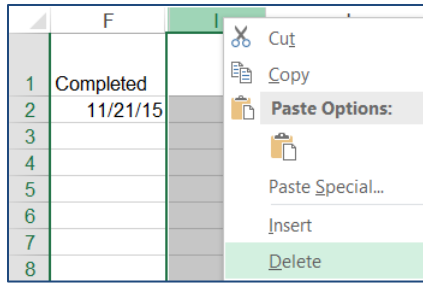 F I
1 Completed
2 11/21/15
3
4
5
6
7
8
Cut
Copy
Paste Options:
Paste Special...
Insert
Delete